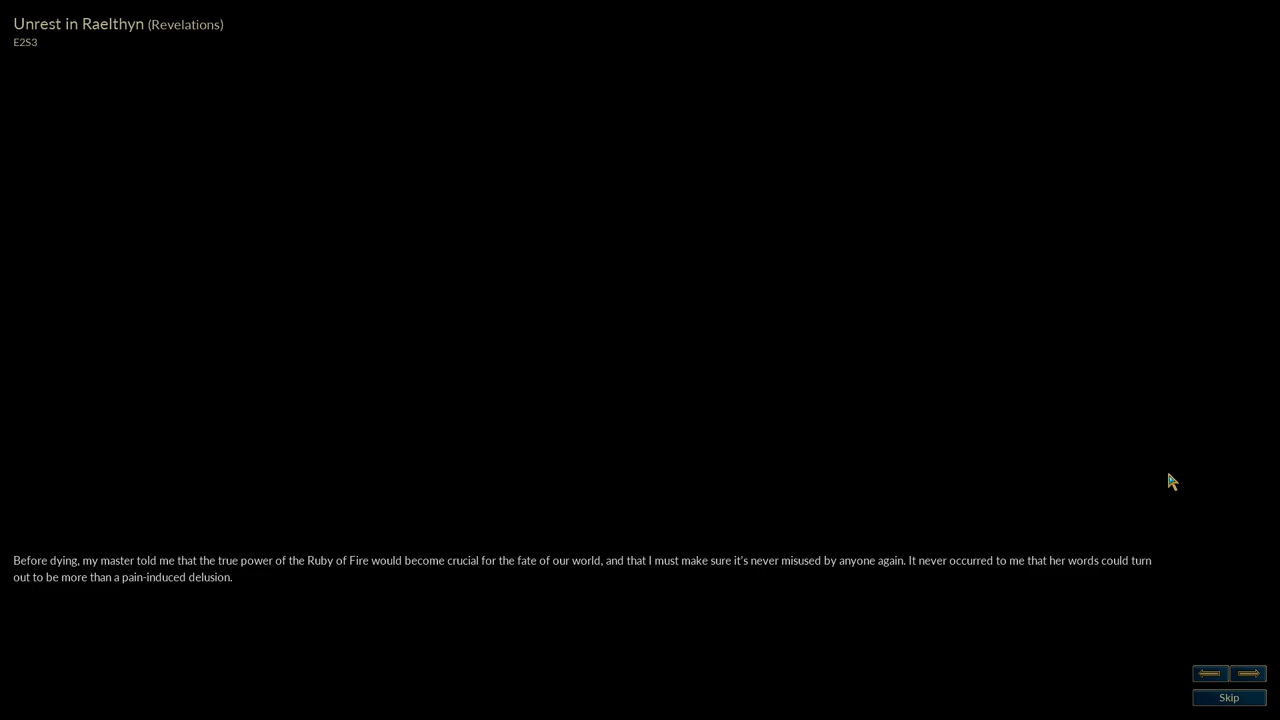 Unrest in Raelthyn (Revelations)
E2S3
Before dying, my master told me that the true power of the Ruby of Fire would become crucial for the fate of our world, and that I must make sure it's never misused by anyone again. It never occurred to me that her words could turn
out to be more than a pain-induced delusion.
Skip